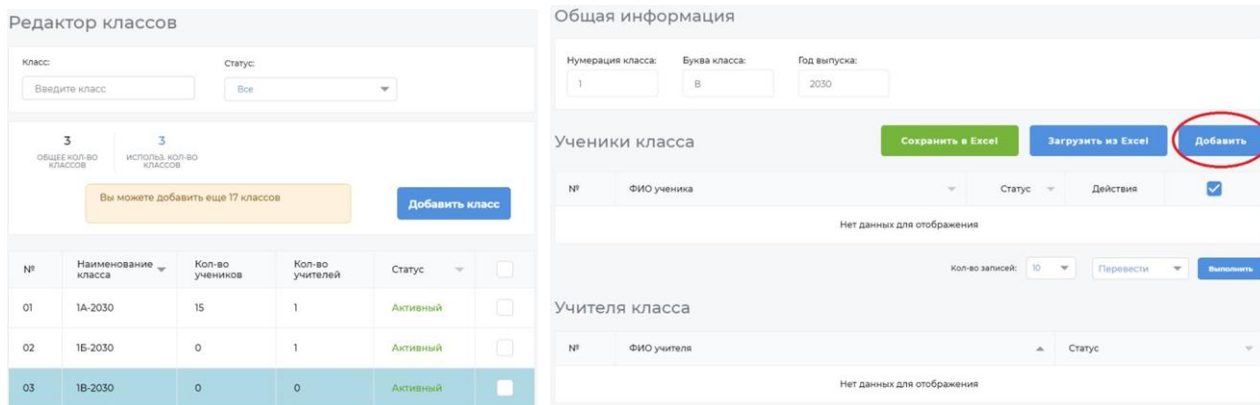 Редактор классов
Класс:
Статус:
Введите класс
Все
3
3
ОБЩЕЕ КОЛ-ВО
КЛАССОВ
ИСПОЛЬЗ. КОЛ-ВО
КЛАССОВ
Вы можете добавить еще 17 классов
Добавить класс
№
Наименование
класса
Кол-во
учеников
Кол-во
учителей
Статус
01 1А-2030 15 1 Активный
02 1Б-2030 0 1 Активный
03 1В-2030 0 0 Активный
Общая информация
Нумерация класса:
Буква класса:
Год выпуска:
1
В
2030
Ученики класса
Сохранить в Excel
Загрузить из Excel
Добавить
№ ФИО ученика Статус Действия
Нет данных для отображения
Кол-во записей: 10 Перевести Выполнить
Учителя класса
№ ФИО учителя Статус
Нет данных для отображения